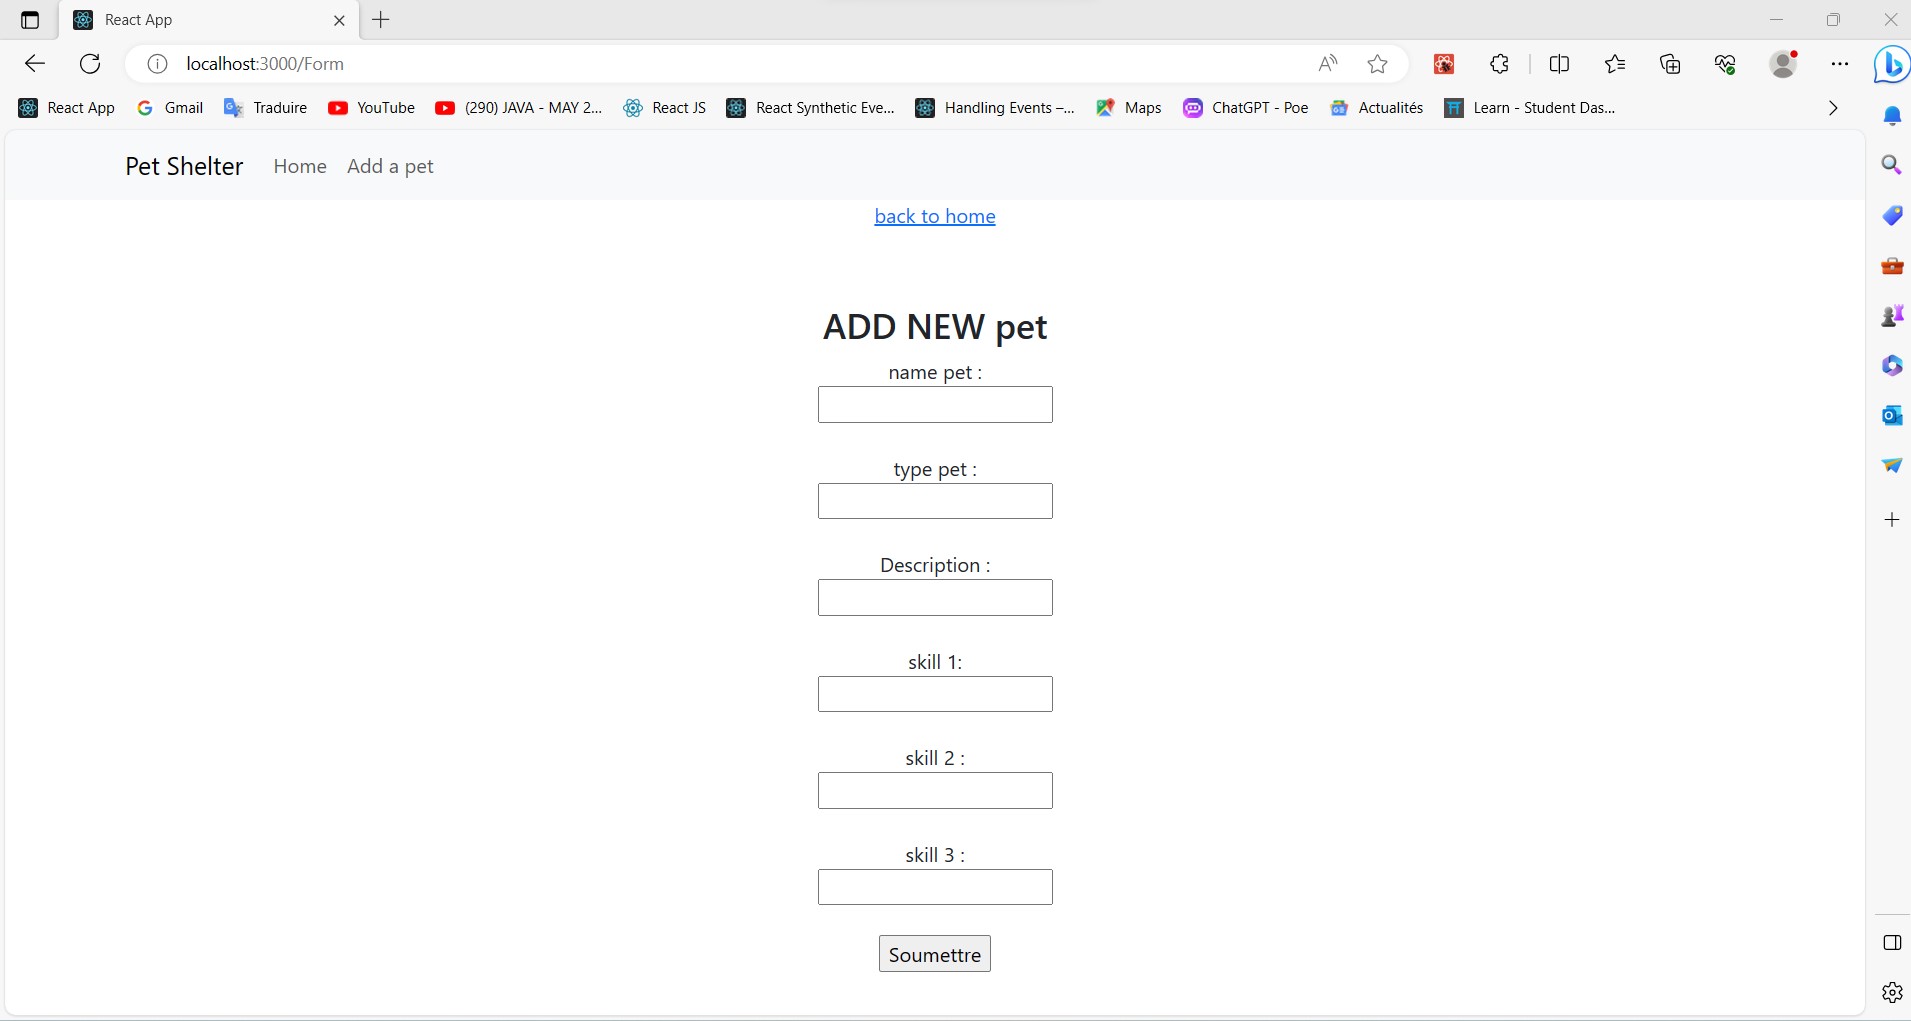 React App
localhost:3000/Form
React App Gmail Traduire YouTube (290) JAVA - MAY 2... React JS React Synthetic Eve... Handling Events –... Maps ChatGPT - Poe Actualités Learn - Student Das...
Pet Shelter Home Add a pet
back to home
ADD NEW pet
name pet :
type pet :
Description :
skill 1:
skill 2 :
skill 3 :
Soumettre